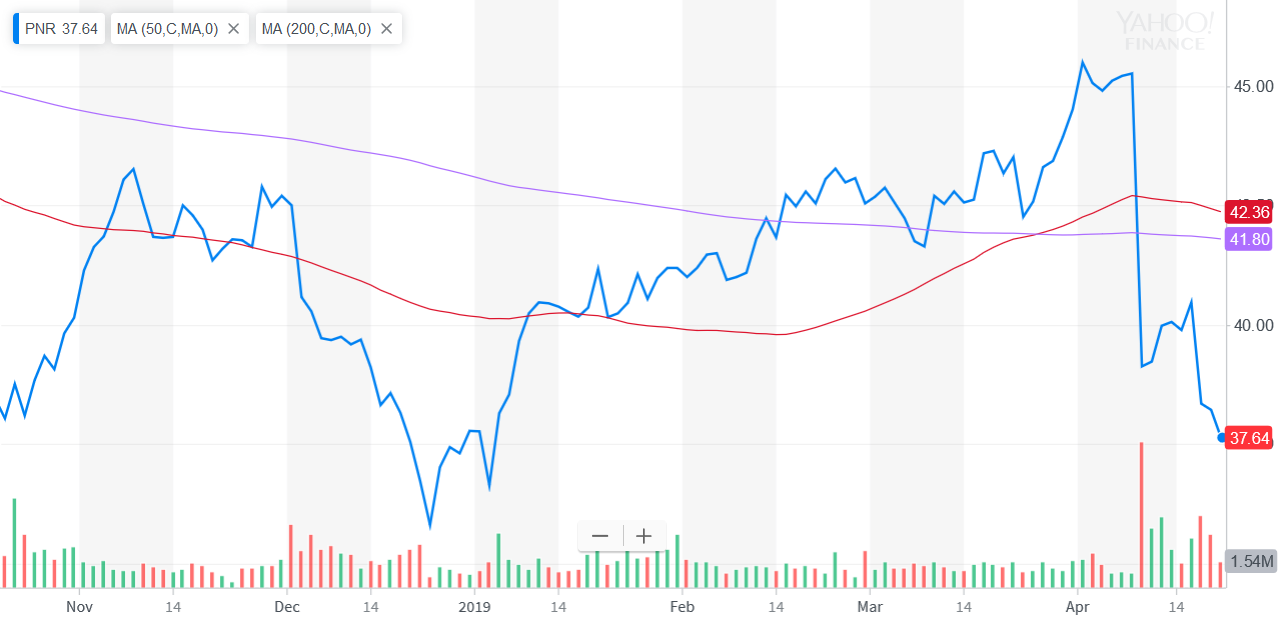 PNR 37.64 MA (50,C,MA,0) × MA (200,C,MA,0) ×
YAHOO!
FINANCE
45.00
42.36
41.80
40.00
37.64
1.54M
Nov 14 Dec 14 2019 14 Feb 14 Mar 14 Apr 14